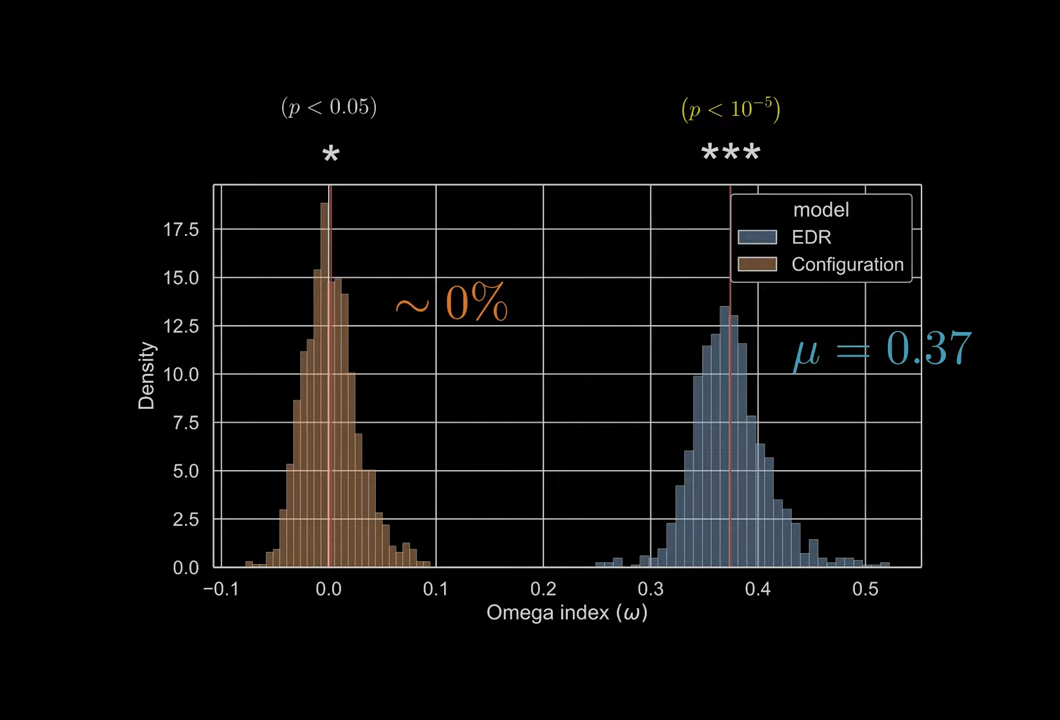 (p < 0.05)
(p < 10⁻⁵)
*
***
model
EDR
Configuration
~ 0%
μ = 0.37
Density
17.5
15.0
12.5
10.0
7.5
5.0
2.5
0.0
−0.1
0.0
0.1
0.2
0.3
0.4
0.5
Omega index (ω)